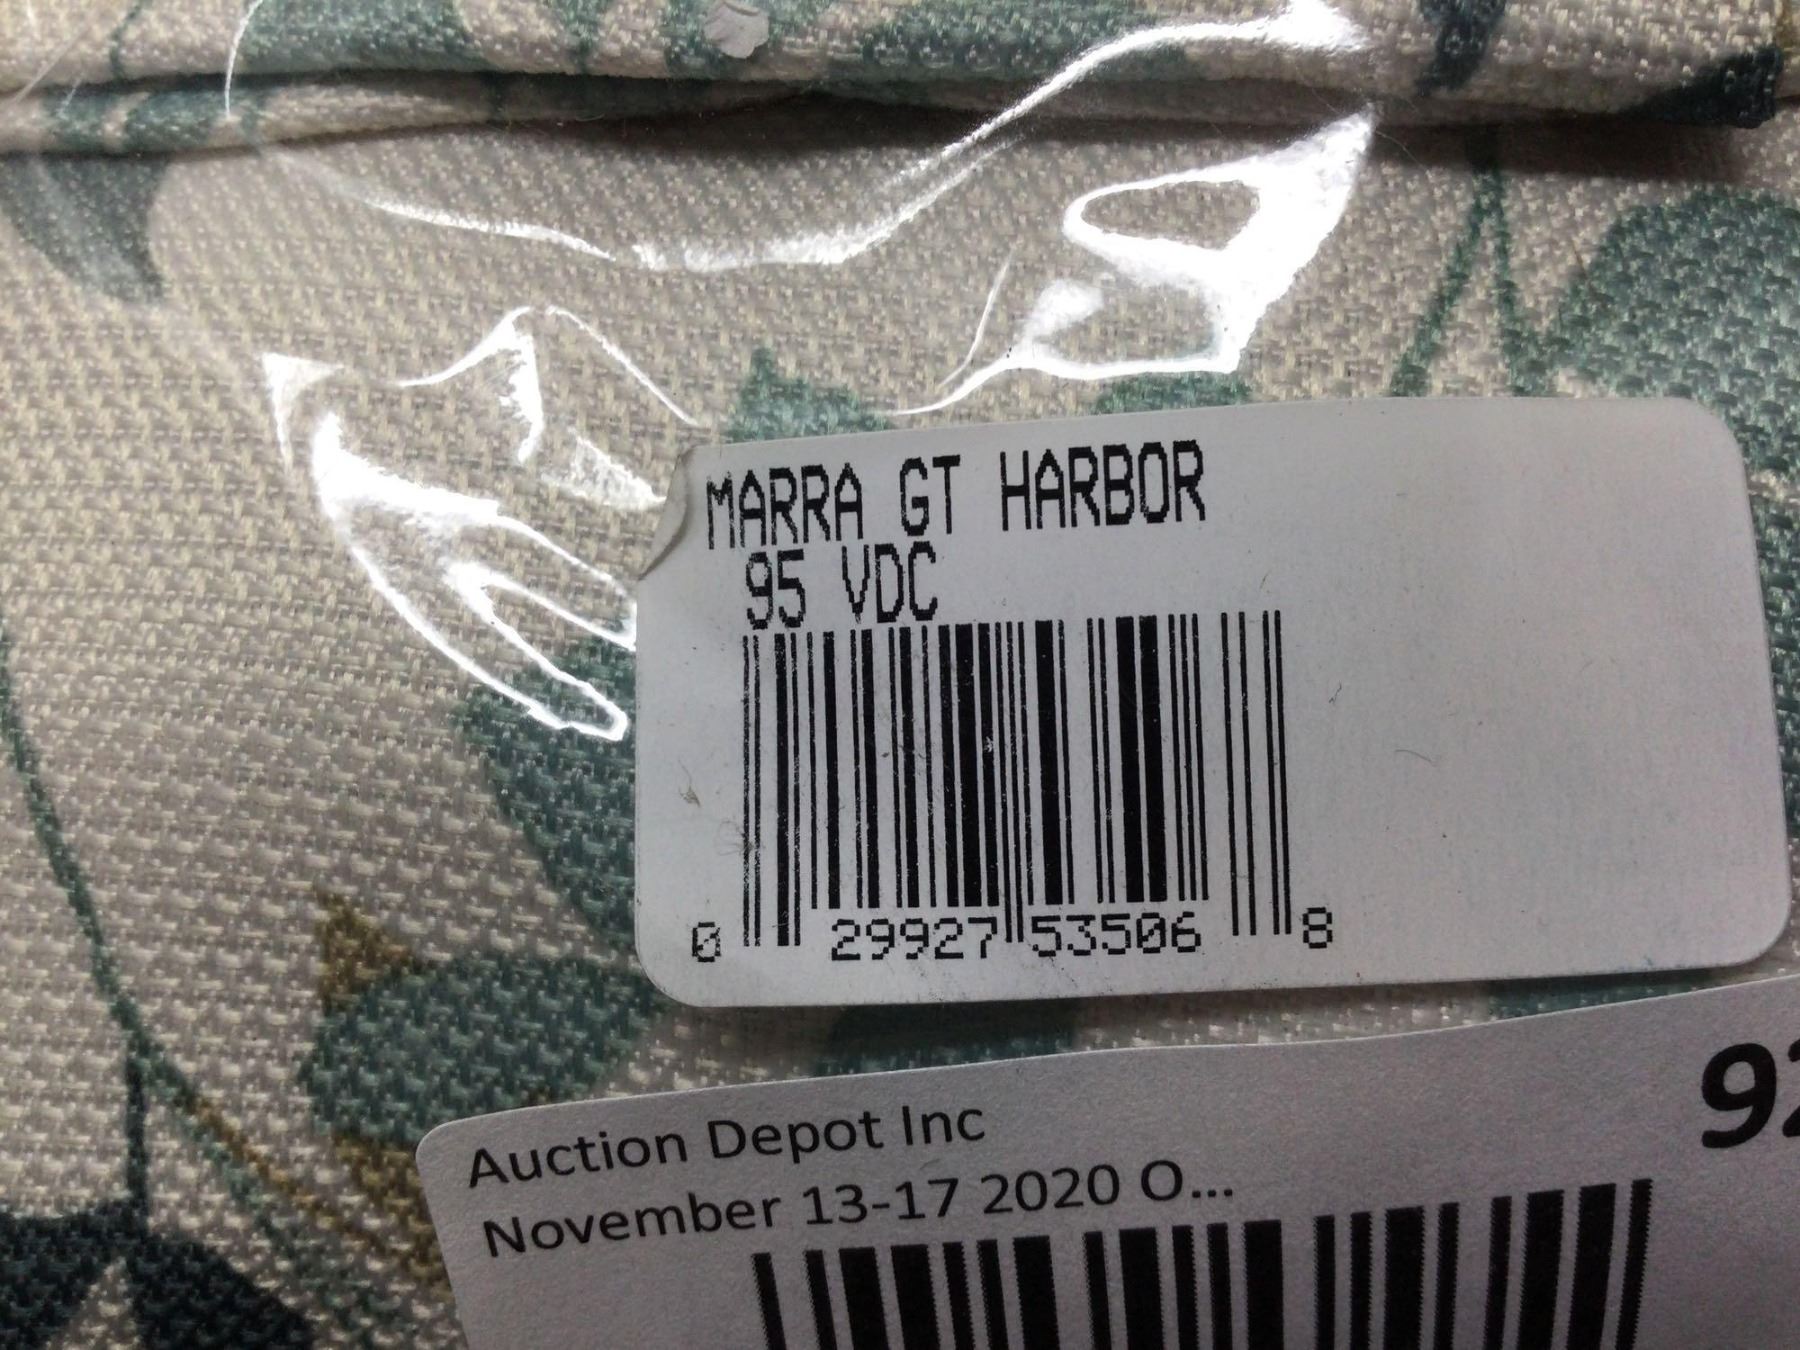 MARRA GT HARBOR
95 VDC
0 29927 53506 8
Auction Depot Inc
November 13-17 2020 O...